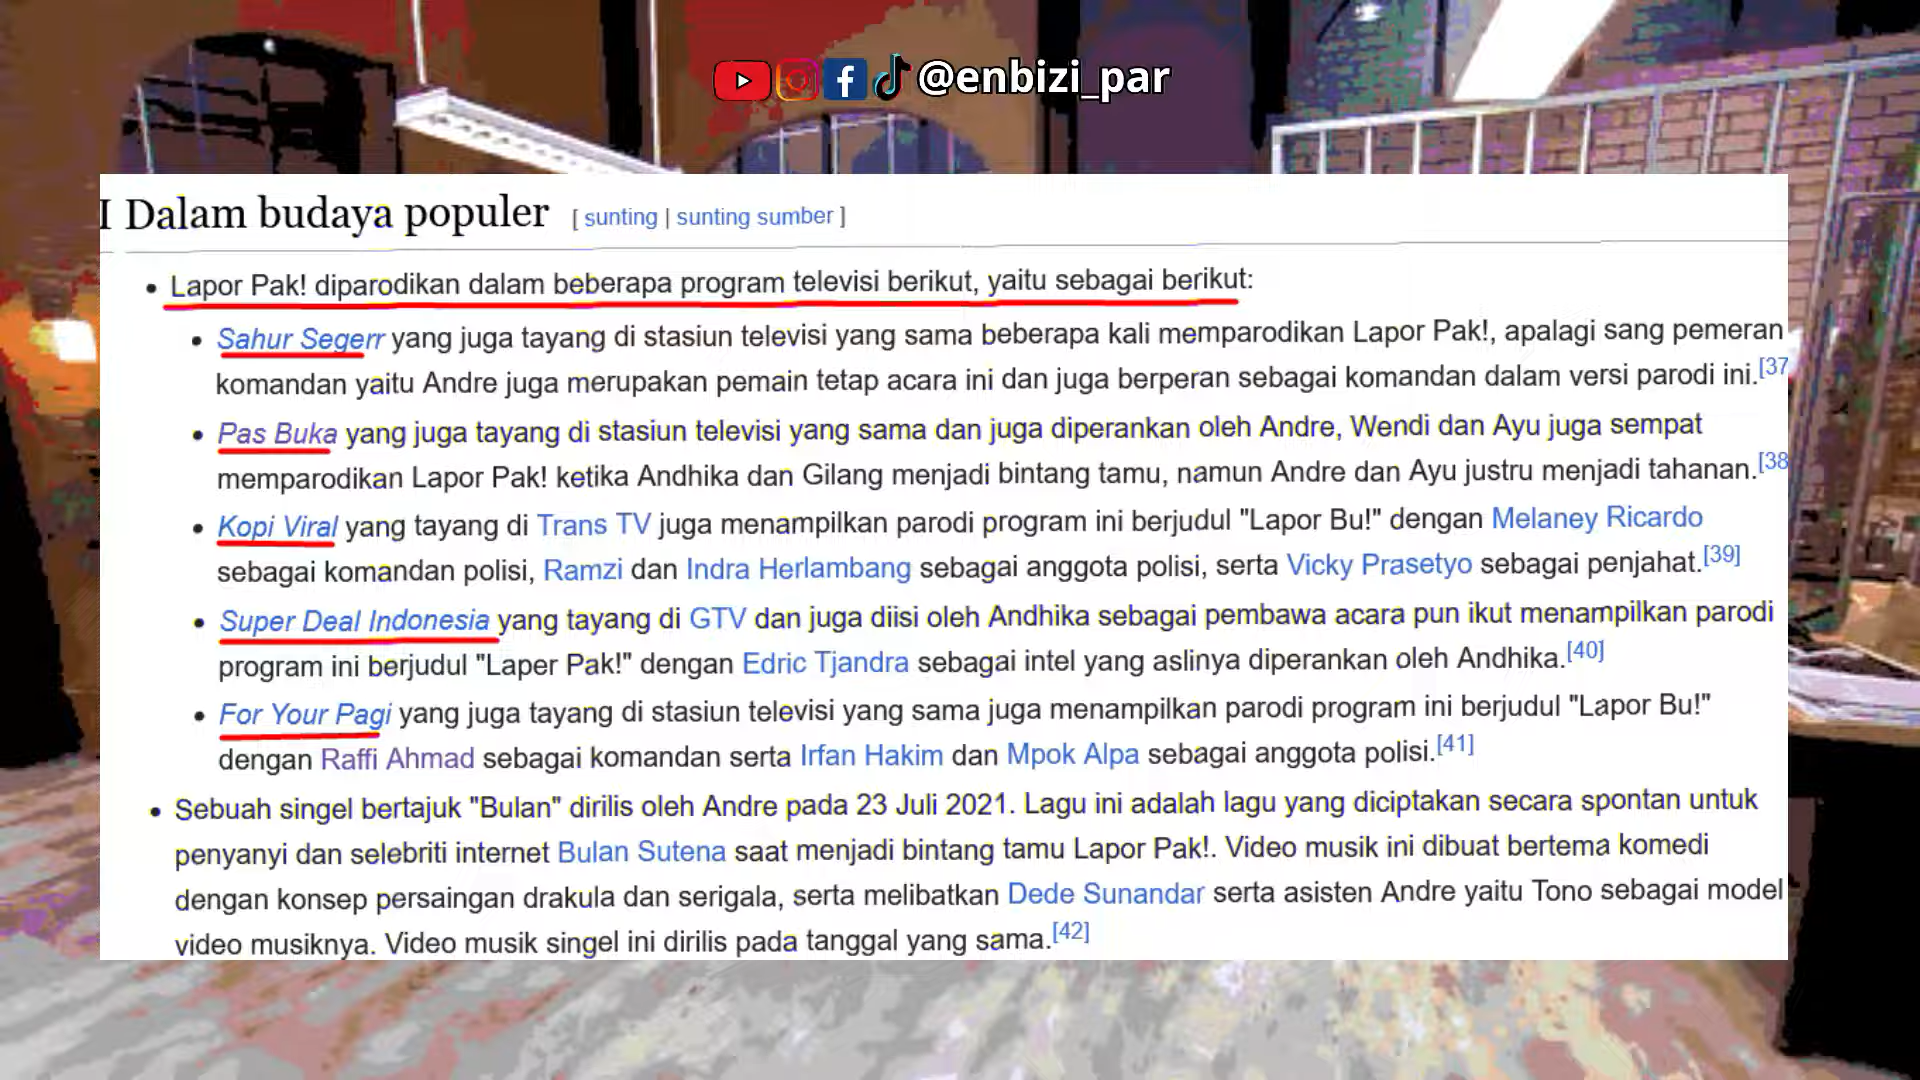 @enbizi_par
Dalam budaya populer [ sunting | sunting sumber ]
• Lapor Pak! diparodikan dalam beberapa program televisi berikut, yaitu sebagai berikut:
• Sahur Segerr yang juga tayang di stasiun televisi yang sama beberapa kali memparodikan Lapor Pak!, apalagi sang pemeran
komandan yaitu Andre juga merupakan pemain tetap acara ini dan juga berperan sebagai komandan dalam versi parodi ini.[37
• Pas Buka yang juga tayang di stasiun televisi yang sama dan juga diperankan oleh Andre, Wendi dan Ayu juga sempat
memparodikan Lapor Pak! ketika Andhika dan Gilang menjadi bintang tamu, namun Andre dan Ayu justru menjadi tahanan.[38
• Kopi Viral yang tayang di Trans TV juga menampilkan parodi program ini berjudul "Lapor Bu!" dengan Melaney Ricardo
sebagai komandan polisi, Ramzi dan Indra Herlambang sebagai anggota polisi, serta Vicky Prasetyo sebagai penjahat.[39]
• Super Deal Indonesia yang tayang di GTV dan juga diisi oleh Andhika sebagai pembawa acara pun ikut menampilkan parodi
program ini berjudul "Laper Pak!" dengan Edric Tjandra sebagai intel yang aslinya diperankan oleh Andhika.[40]
• For Your Pagi yang juga tayang di stasiun televisi yang sama juga menampilkan parodi program ini berjudul "Lapor Bu!"
dengan Raffi Ahmad sebagai komandan serta Irfan Hakim dan Mpok Alpa sebagai anggota polisi.[41]
• Sebuah singel bertajuk "Bulan" dirilis oleh Andre pada 23 Juli 2021. Lagu ini adalah lagu yang diciptakan secara spontan untuk
penyanyi dan selebriti internet Bulan Sutena saat menjadi bintang tamu Lapor Pak!. Video musik ini dibuat bertema komedi
dengan konsep persaingan drakula dan serigala, serta melibatkan Dede Sunandar serta asisten Andre yaitu Tono sebagai model
video musiknya. Video musik singel ini dirilis pada tanggal yang sama.[42]